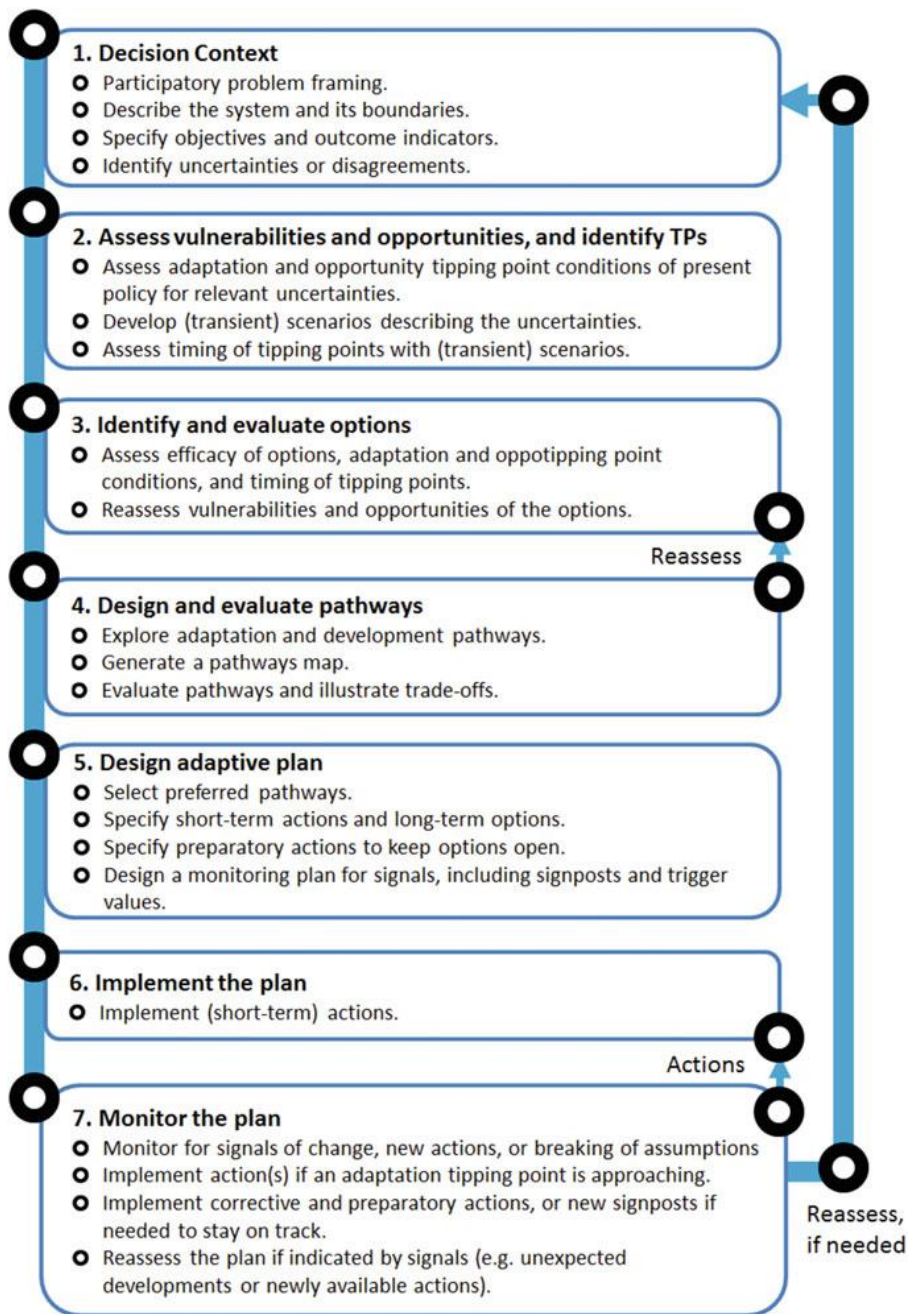 1. Decision Context
Participatory problem framing.
Describe the system and its boundaries.
Specify objectives and outcome indicators.
Identify uncertainties or disagreements.
2. Assess vulnerabilities and opportunities, and identify TPs
Assess adaptation and opportunity tipping point conditions of present
policy for relevant uncertainties.
Develop (transient) scenarios describing the uncertainties.
Assess timing of tipping points with (transient) scenarios.
3. Identify and evaluate options
Assess efficacy of options, adaptation and oppotipping point
conditions, and timing of tipping points.
Reassess vulnerabilities and opportunities of the options.
Reassess
4. Design and evaluate pathways
Explore adaptation and development pathways.
Generate a pathways map.
Evaluate pathways and illustrate trade-offs.
5. Design adaptive plan
Select preferred pathways.
Specify short-term actions and long-term options.
Specify preparatory actions to keep options open.
Design a monitoring plan for signals, including signposts and trigger
values.
6. Implement the plan
Implement (short-term) actions.
Actions
7. Monitor the plan
Monitor for signals of change, new actions, or breaking of assumptions
Implement action(s) if an adaptation tipping point is approaching.
Implement corrective and preparatory actions, or new signposts if
needed to stay on track.
Reassess the plan if indicated by signals (e.g. unexpected
developments or newly available actions).
Reassess,
if needed